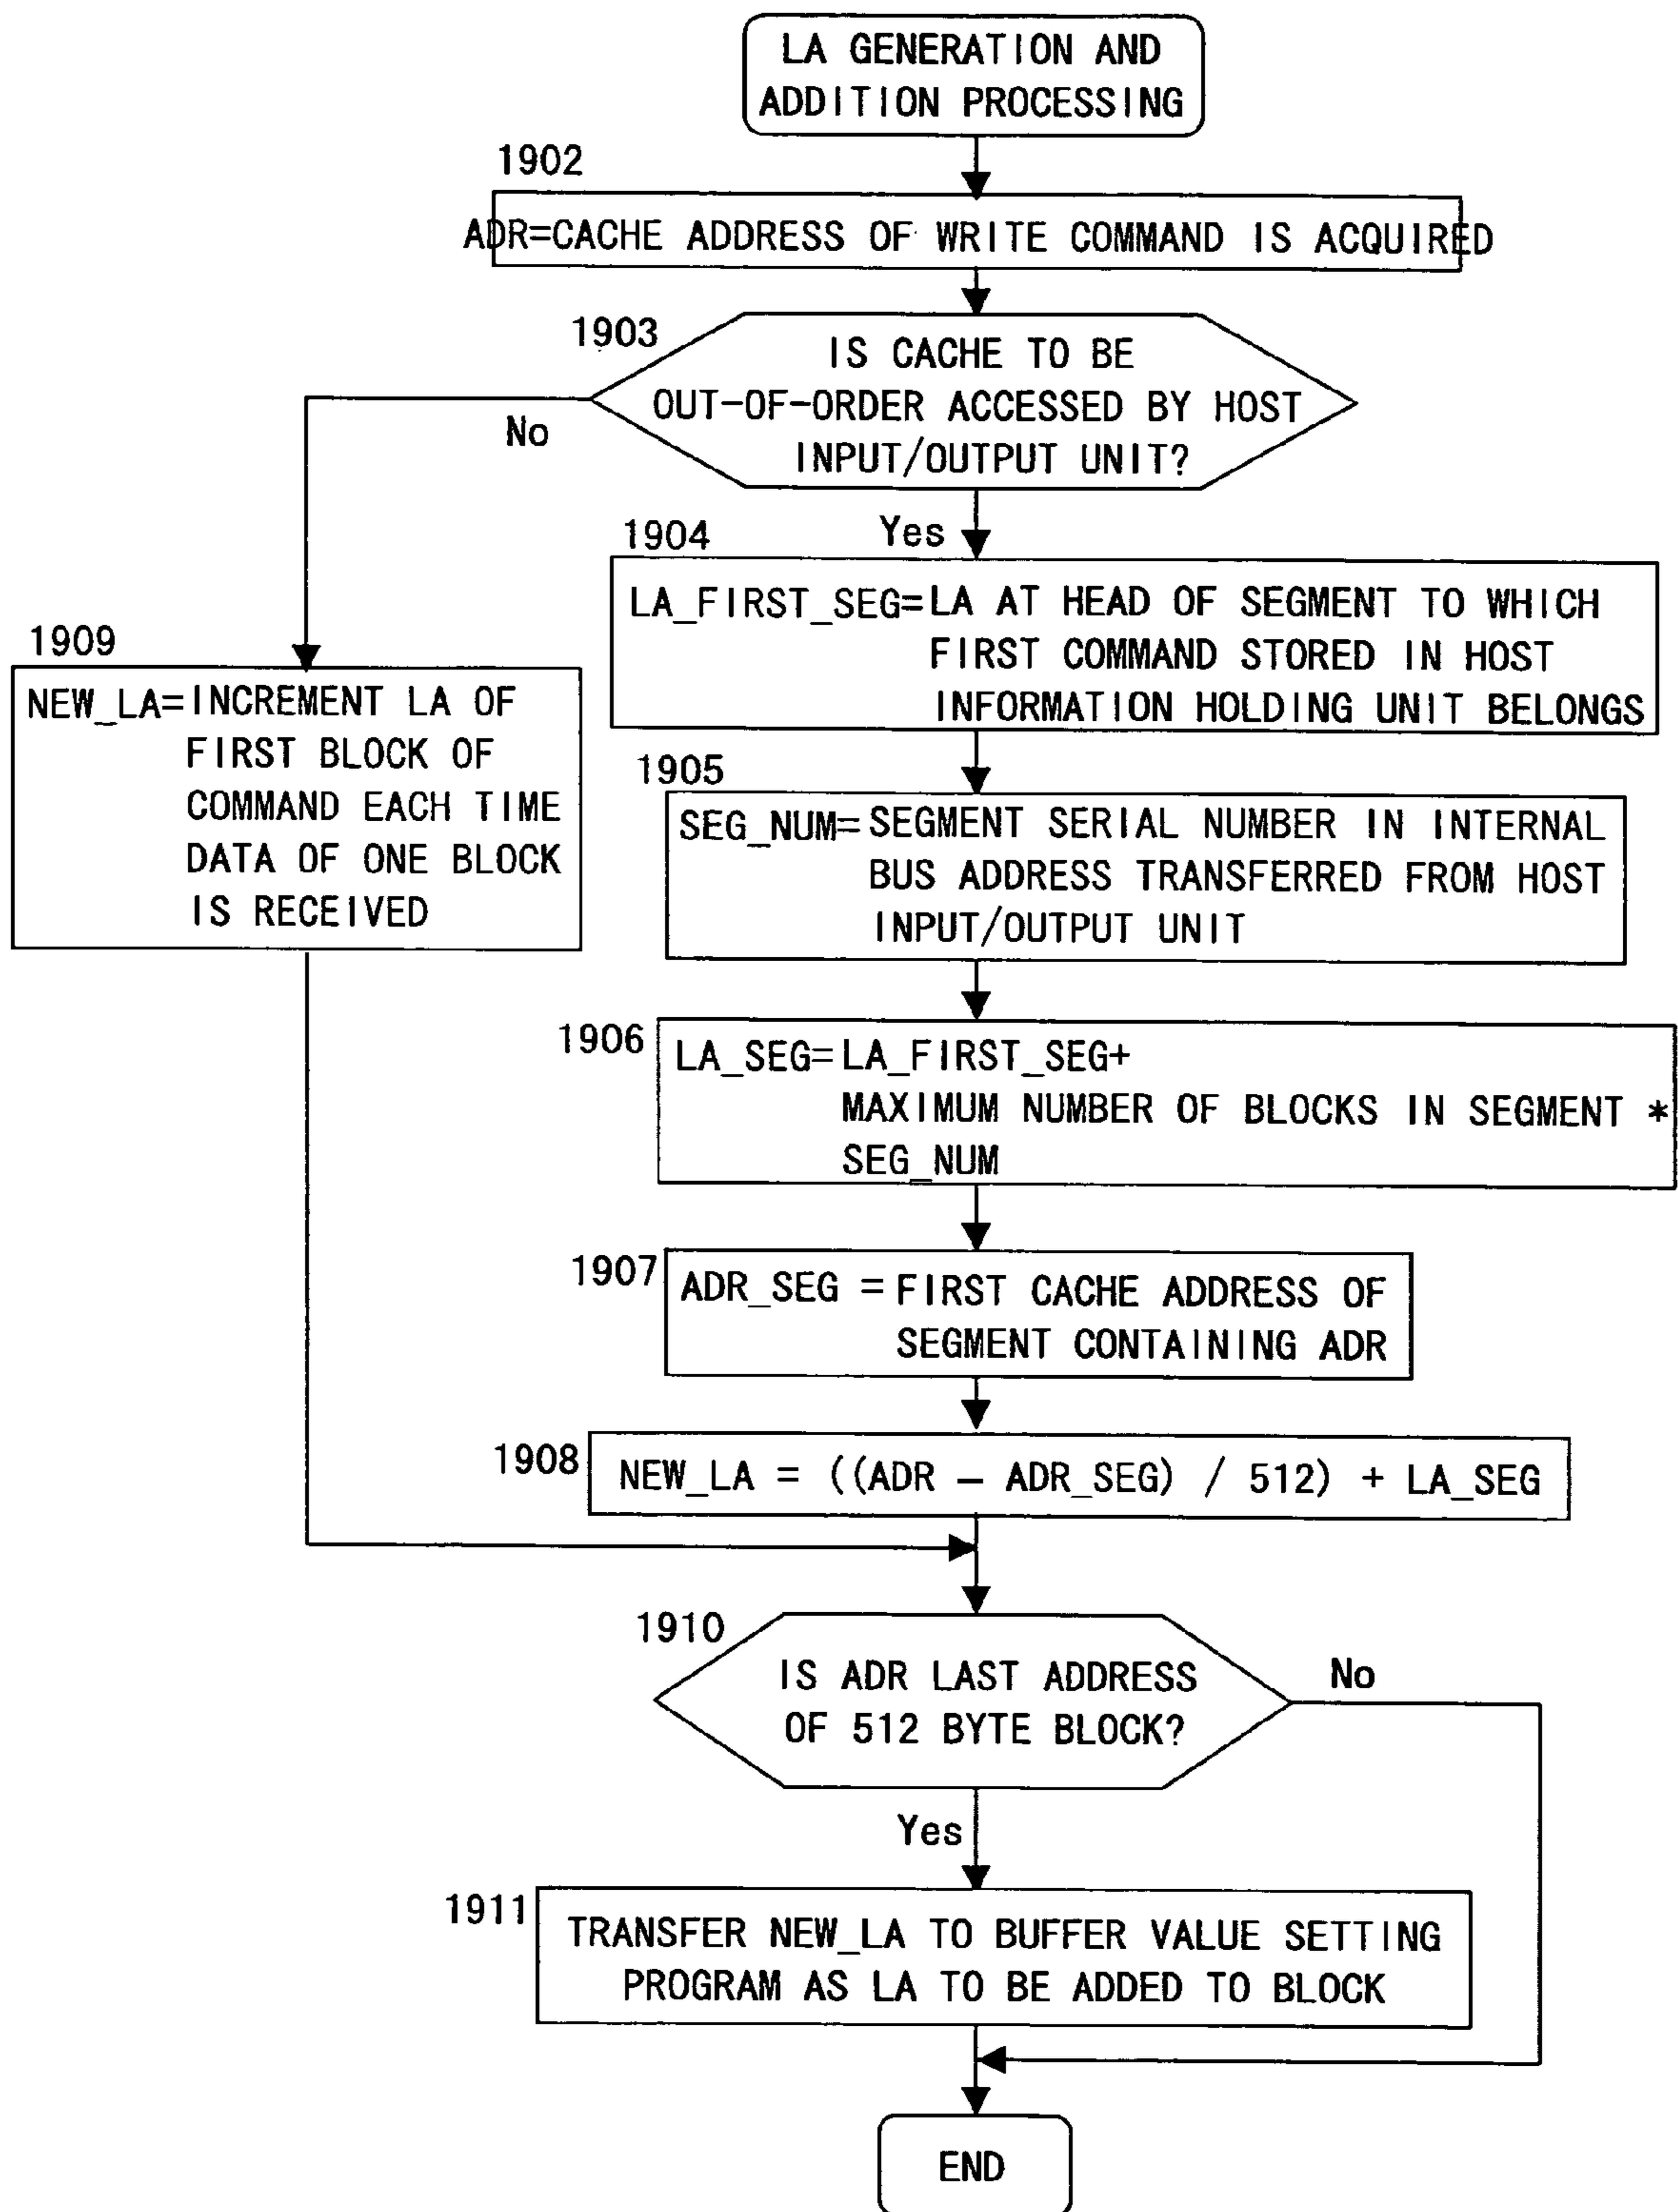 LA GENERATION AND
ADDITION PROCESSING
1902
ADR=CACHE ADDRESS OF WRITE COMMAND IS ACQUIRED
1903
IS CACHE TO BE
OUT-OF-ORDER ACCESSED BY HOST
INPUT/OUTPUT UNIT?
No
Yes
1904
LA_FIRST_SEG=LA AT HEAD OF SEGMENT TO WHICH
FIRST COMMAND STORED IN HOST
INFORMATION HOLDING UNIT BELONGS
1909
NEW_LA=INCREMENT LA OF
FIRST BLOCK OF
COMMAND EACH TIME
DATA OF ONE BLOCK
IS RECEIVED
1905
SEG_NUM=SEGMENT SERIAL NUMBER IN INTERNAL
BUS ADDRESS TRANSFERRED FROM HOST
INPUT/OUTPUT UNIT
1906
LA_SEG=LA_FIRST_SEG+
MAXIMUM NUMBER OF BLOCKS IN SEGMENT *
SEG_NUM
1907
ADR_SEG = FIRST CACHE ADDRESS OF
SEGMENT CONTAINING ADR
1908
NEW_LA = ((ADR — ADR_SEG) / 512) + LA_SEG
1910
IS ADR LAST ADDRESS
OF 512 BYTE BLOCK?
No
Yes
1911
TRANSFER NEW_LA TO BUFFER VALUE SETTING
PROGRAM AS LA TO BE ADDED TO BLOCK
END